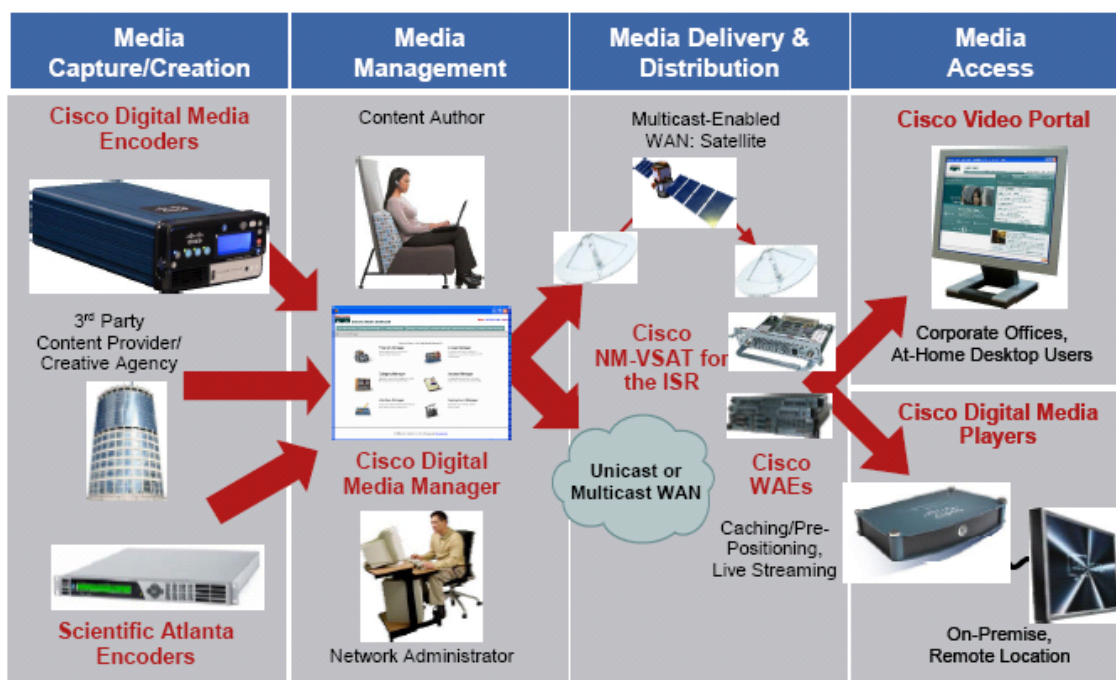 Media
Capture/Creation
Media
Management
Media Delivery &
Distribution
Media
Access
Cisco Digital Media
Encoders
3rd Party
Content Provider/
Creative Agency
Scientific Atlanta
Encoders
Content Author
Cisco Digital
Media Manager
Network Administrator
Multicast-Enabled
WAN: Satellite
Cisco
NM-VSAT for
the ISR
Unicast or
Multicast WAN
Cisco
WAEs
Caching/Pre-
Positioning,
Live Streaming
Cisco Video Portal
Corporate Offices,
At-Home Desktop Users
Cisco Digital Media
Players
On-Premise,
Remote Location